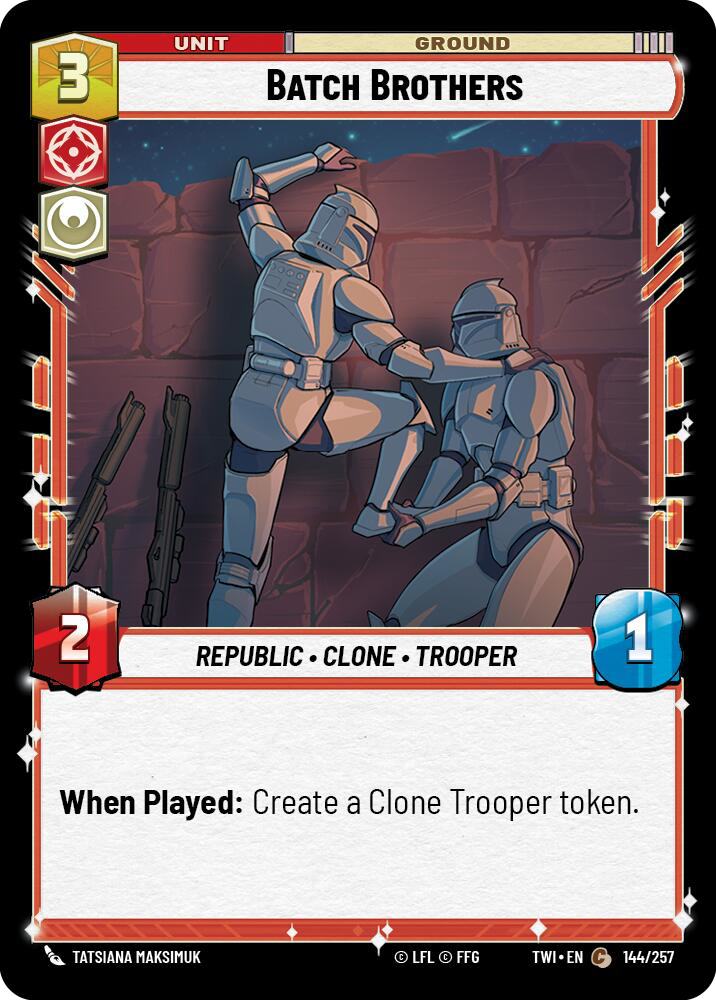 UNIT
GROUND
3
BATCH BROTHERS
2
REPUBLIC • CLONE • TROOPER
1
When Played: Create a Clone Trooper token.
TATSIANA MAKSIMUK
© LFL © FFG
TWI • EN C 144/257